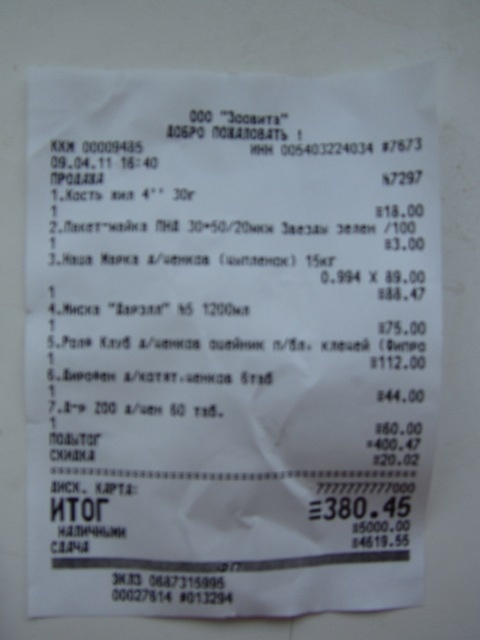 ООО "Зоовита"
ДОБРО ПОЖАЛОВАТЬ !
ККМ 00009485 ИНН 005403224034 #7673
09.04.11 16:40
ПРОДАЖА №7297
1.Кость жил 4'' 30г
1 ≡18.00
2.Пакет-майка ПНД 30+50/20мкм Звезды зелен /100
1 ≡3.00
3.Наша Марка д/щенков (цыпленок) 15кг
0.994 X 89.00
1 ≡88.47
4.Миска "Дарэлл" №5 1200мл
1 ≡75.00
5.Рольф Клуб д/щенков ошейник п/бл. клещей (Фипро
1 ≡112.00
6.Дирофен д/котят.щенков 6таб
1 ≡44.00
7. 200 д/щен 60 таб.
1 ≡60.00
ПОДЫТОГ ≡400.47
СКИДКА ≡20.02
ДИСК. КАРТА: 7777777777000
ИТОГ ≡380.45
НАЛИЧНЫМИ ≡5000.00
СДАЧА ≡4619.55
ЭКЛЗ 0687315995
00027614 #013294